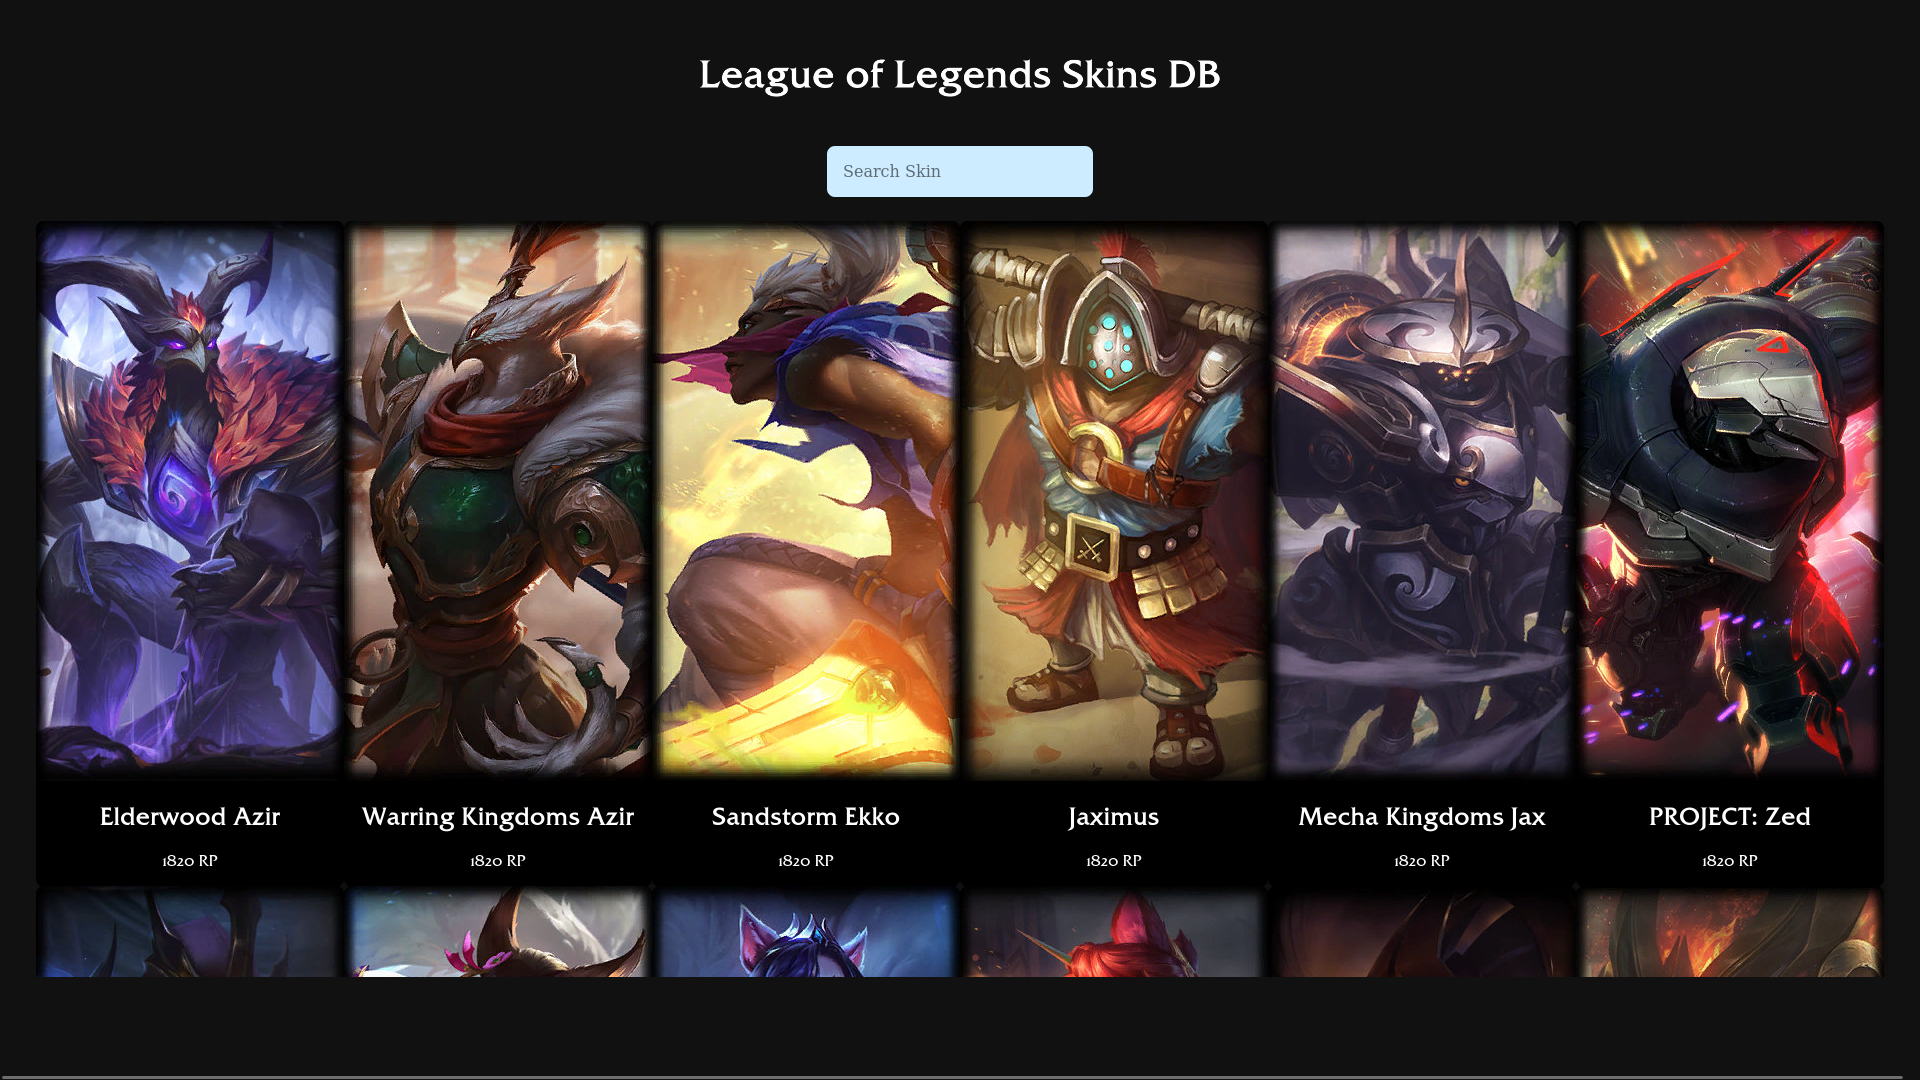 League of Legends Skins DB
Search Skin
Elderwood Azir
1820 RP
Warring Kingdoms Azir
1820 RP
Sandstorm Ekko
1820 RP
Jaximus
1820 RP
Mecha Kingdoms Jax
1820 RP
PROJECT: Zed
1820 RP